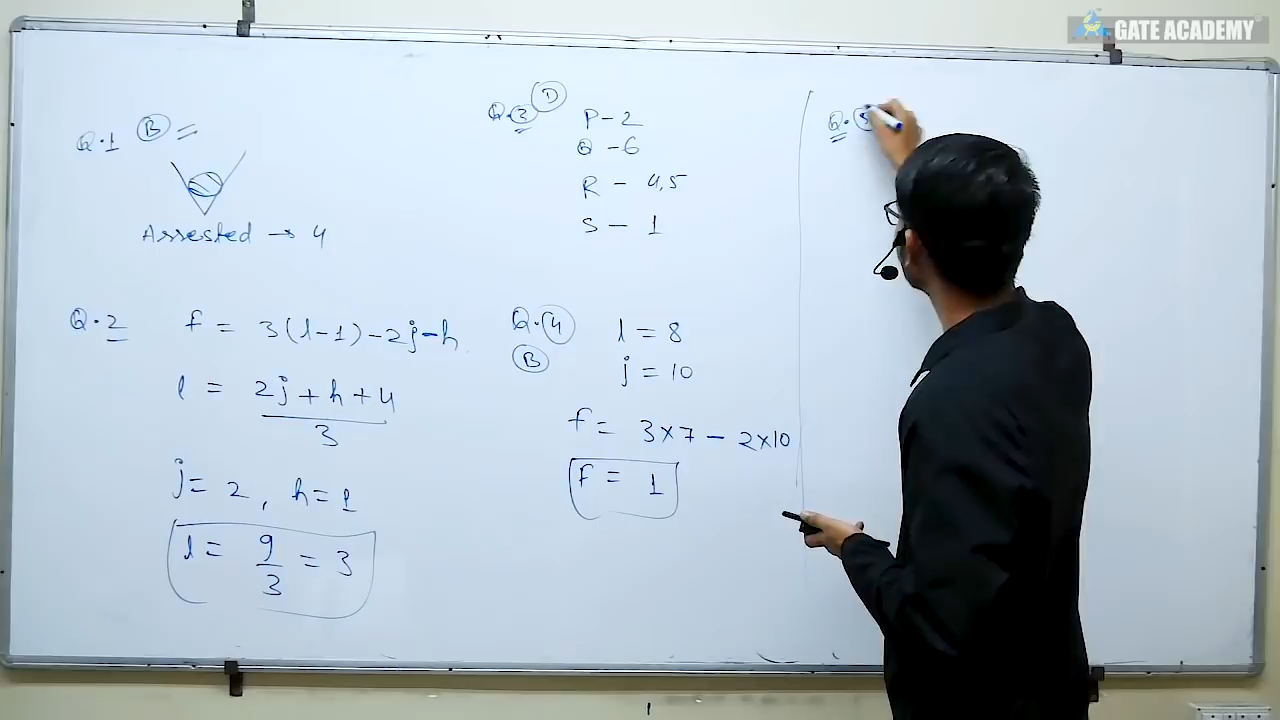 GATE ACADEMY
Q.1 B
Arrested → 4
Q.2 f = 3(l-1)-2j-h
l = 2j+h+4
3
j= 2, h=1
l= 9/3 = 3
Q.3 D
P-2
Q-6
R-4,5
S-1
Q.4 B
l = 8
j = 10
f = 3×7 - 2×10
f = 1
Q.5